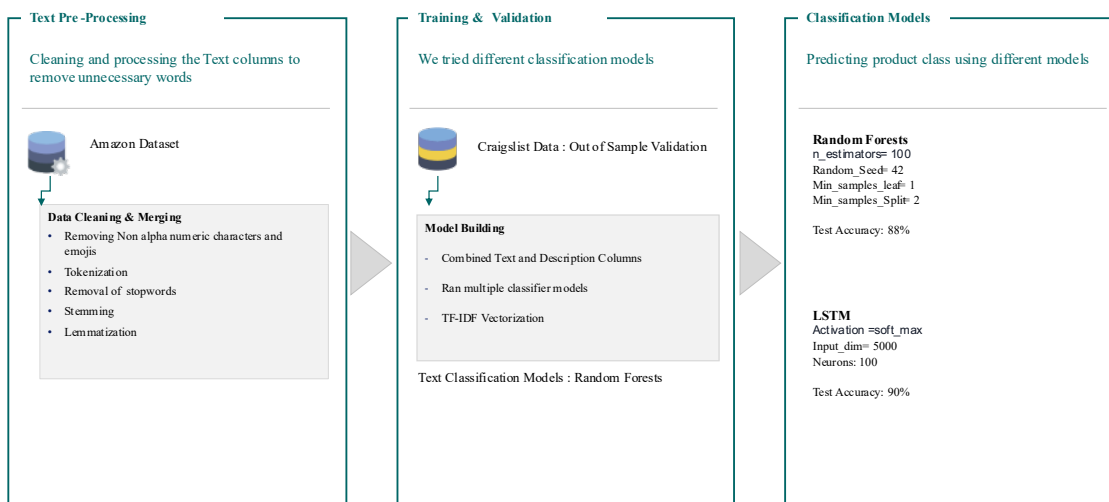 Text Pre -Processing
Cleaning and processing the Text columns to
remove unnecessary words
Amazon Dataset
Data Cleaning & Merging
• Removing Non alpha numeric characters and
emojis
• Tokenization
• Removal of stopwords
• Stemming
• Lemmatization
Training & Validation
We tried different classification models
Craigslist Data : Out of Sample Validation
Model Building
- Combined Text and Description Columns
- Ran multiple classifier models
- TF-IDF Vectorization
Text Classification Models : Random Forests
Classification Models
Predicting product class using different models
Random Forests
n_estimators= 100
Random_Seed= 42
Min_samples_leaf= 1
Min_samples_Split= 2
Test Accuracy: 88%
LSTM
Activation =soft_max
Input_dim= 5000
Neurons: 100
Test Accuracy: 90%